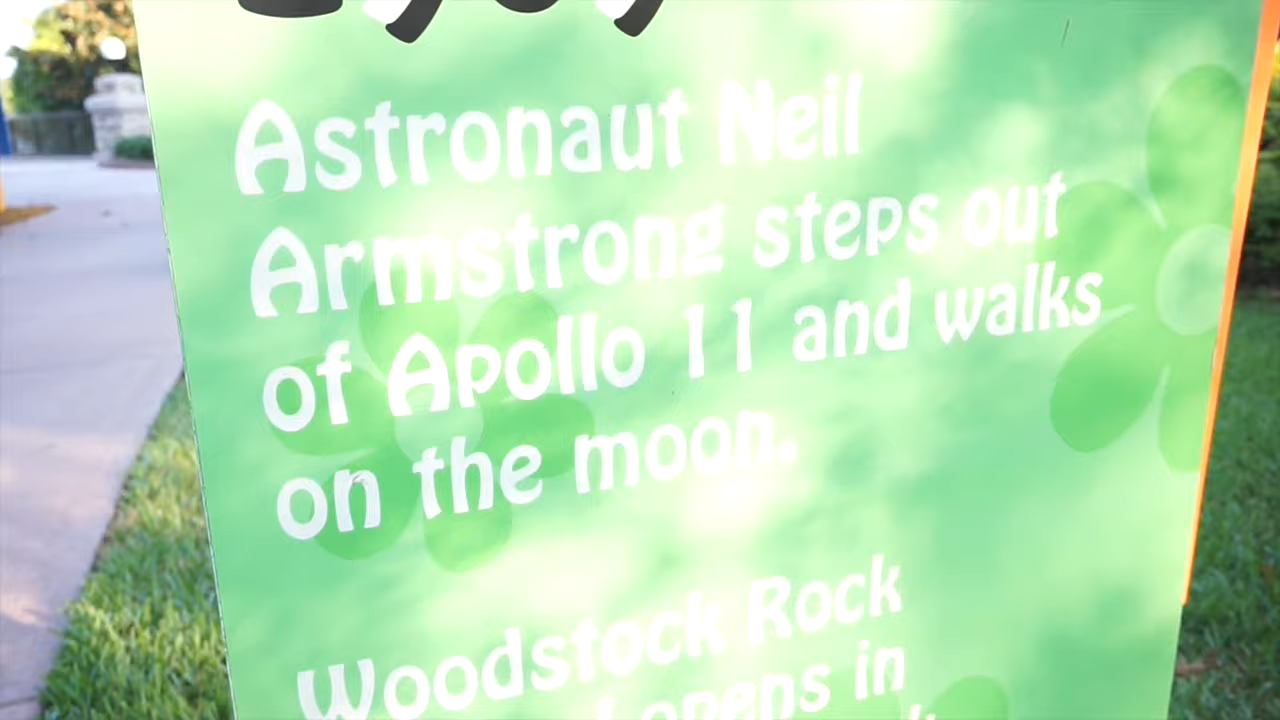 Astronaut Neil
Armstrong steps out
of Apollo 11 and walks
on the moon.
Woodstock Rock
opens in